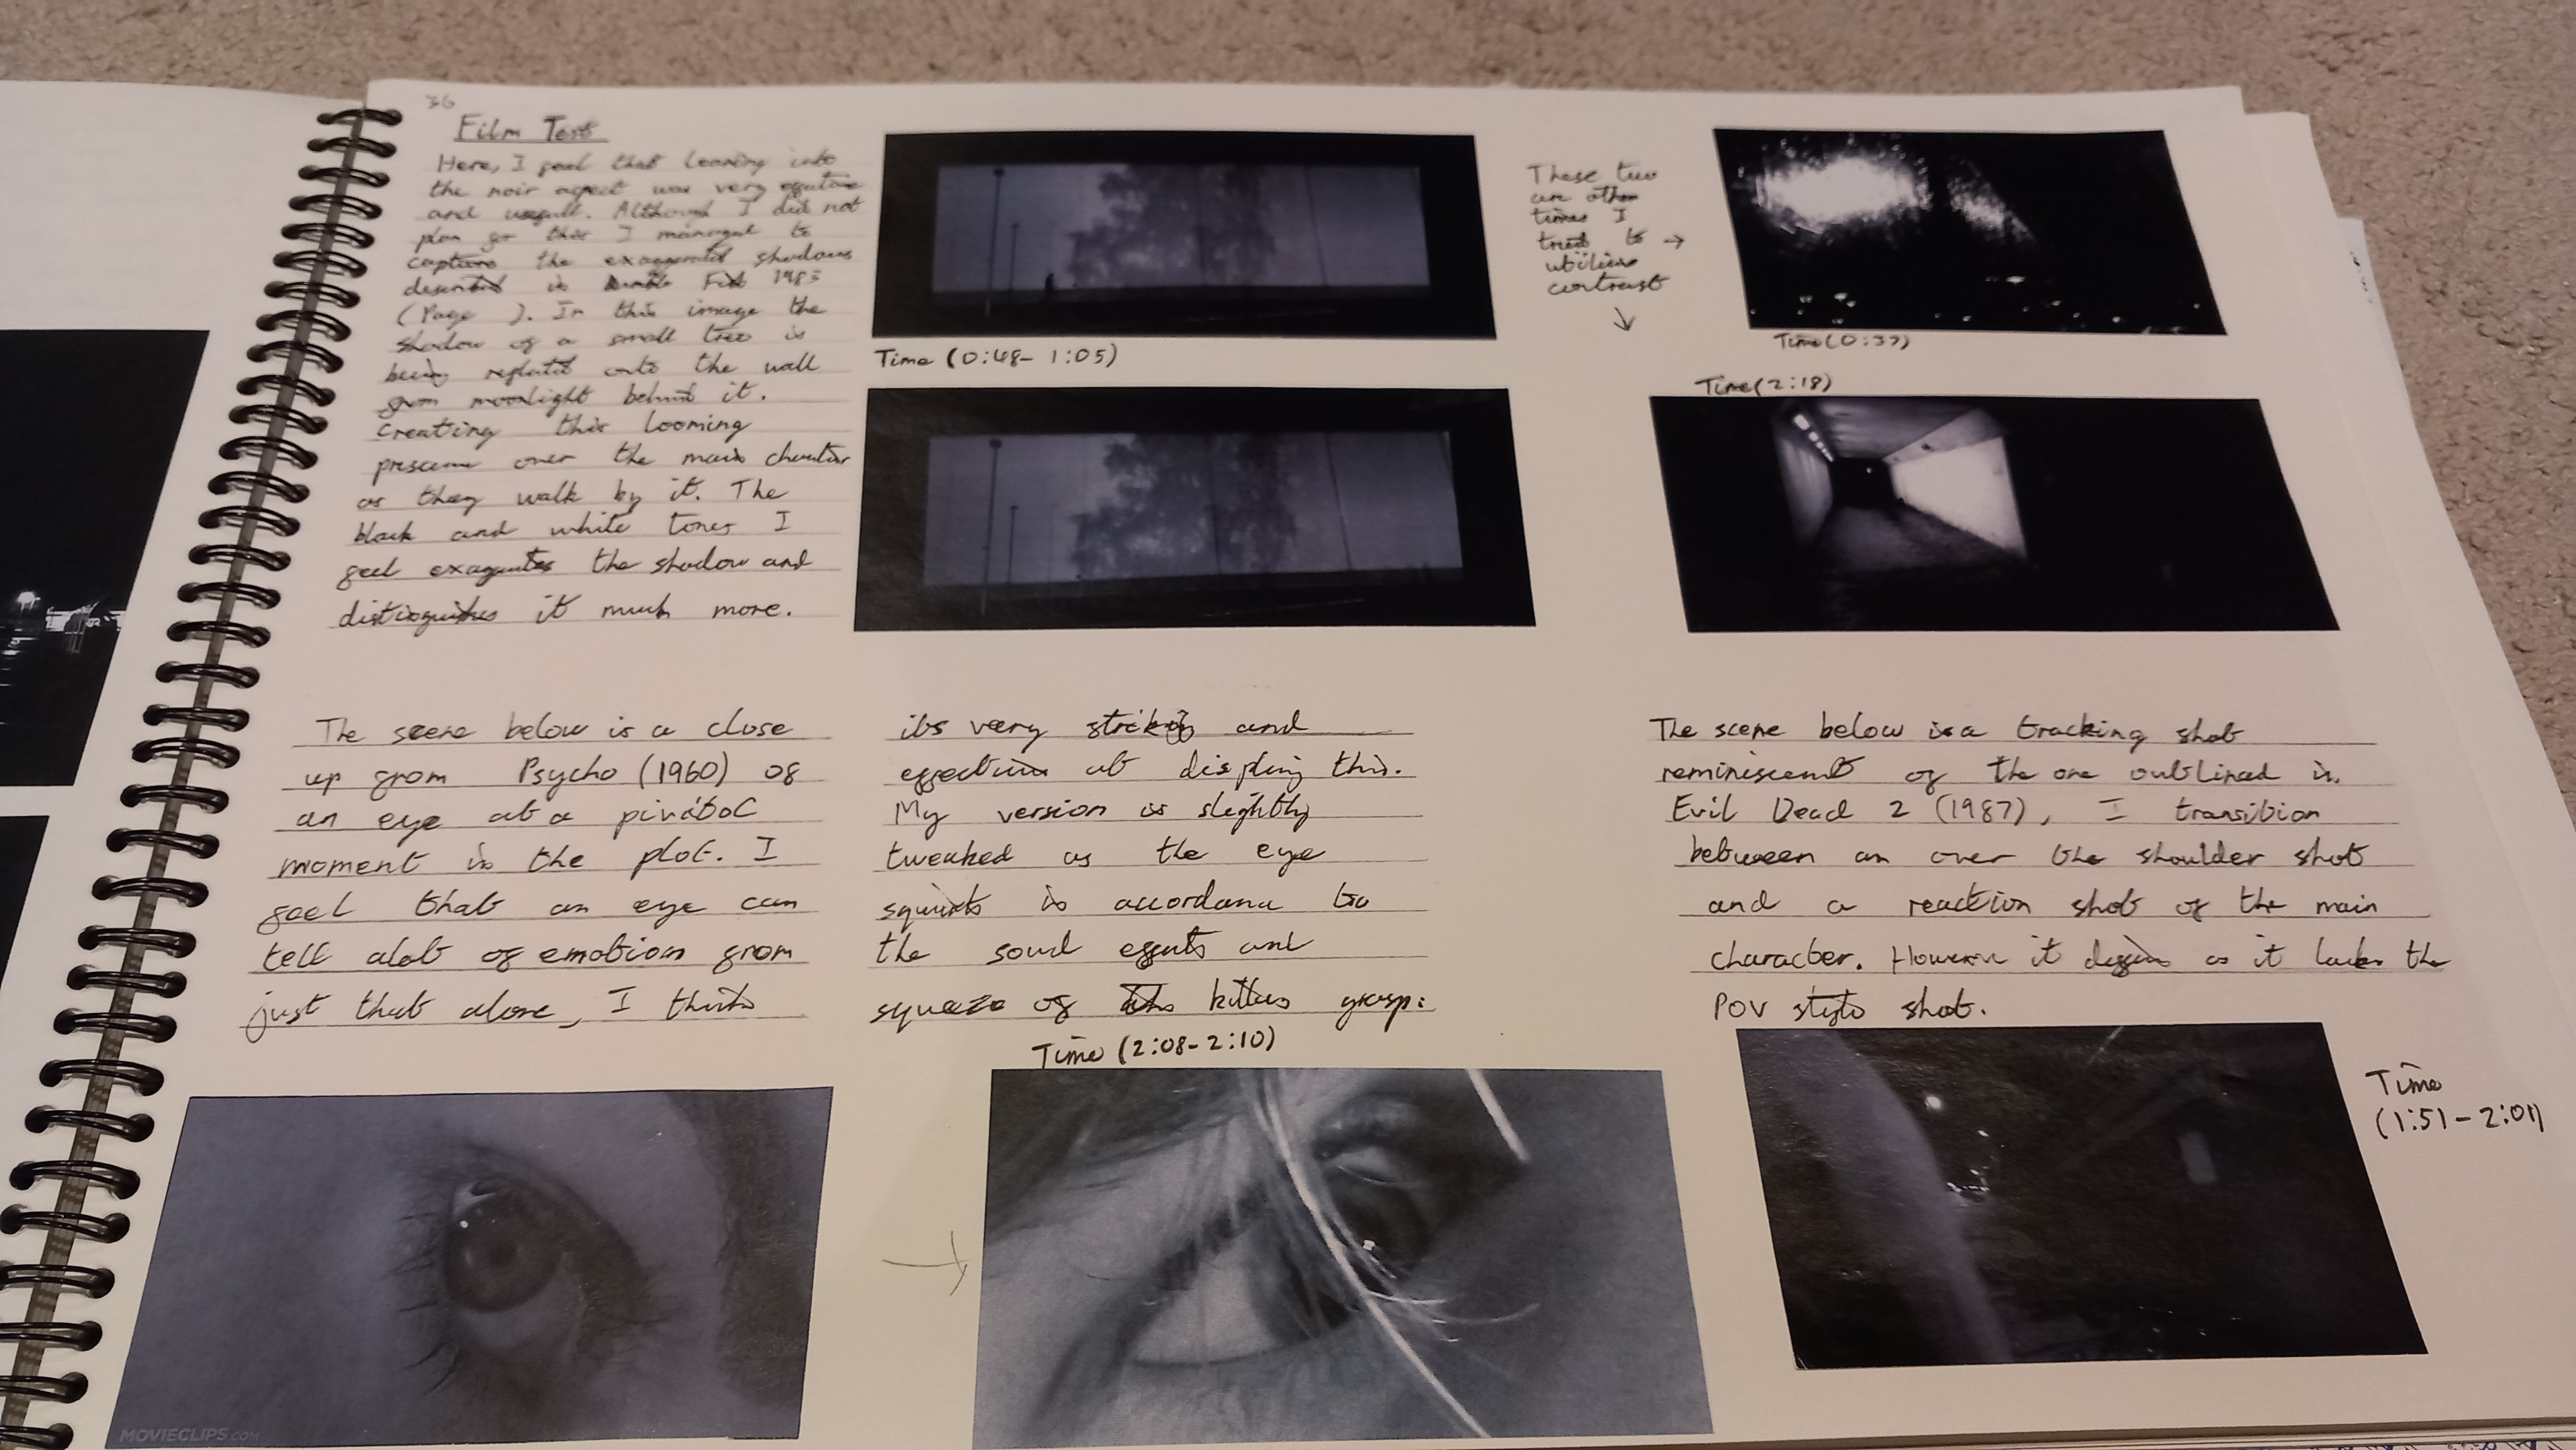 36
Film Test
Here, I feel that looking into
the noir aspect was very effective
and usefull. Although I did not
plan for this I managed to
capture the exaggerated shadows
described in Rumble Fish 1983
(Page ). In this image the
shadow of a small tree is
being reflected onto the wall
from moonlight behind it.
Creating this looming
prescence over the main charactar
as they walk by it. The
black and white tones I
feel exagerates the shadow and
distinguishes it much more.
Time (0:48- 1:05)
These two
are other
times I
tried to →
utilise
contrast
↓
Time (0:37)
Time (2:18)
The scene below is a close
up from Psycho (1960) of
an eye at a pivotol
moment in the plot. I
feel that an eye can
tell alot of emotion from
just that alone, I think
its very striking and
effective at displing this.
My version is slightly
tweaked as the eye
squints in accordance to
the soud effects and
squeeze of killers grasp:
Time (2:08-2:10)
The scene below is a tracking shot
reminiscent of the one outlined in
Evil Dead 2 (1987), I transition
between an over the shoulder shot
and a reaction shot of the main
character. However it as it lacks the
POV style shot.
Time
(1:51-2:01)
MOVIECLIPS.COM